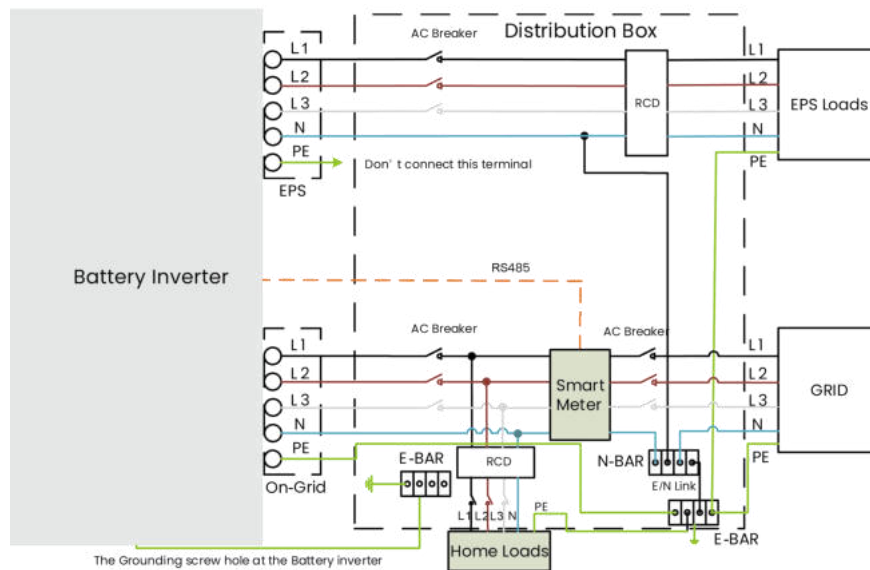 L1
AC Breaker
Distribution Box
L1
L2
L2
L3
RCD
L3
EPS Loads
N
N
PE
Don't connect this terminal
PE
EPS
Battery Inverter
RS485
L1
AC Breaker
AC Breaker
L1
L2
Smart
Meter
L2
GRID
L3
L3
N
N
PE
E-BAR
RCD
N-BAR
PE
On-Grid
E/N Link
L1 L2 L3 N
PE
E-BAR
Home Loads
The Grounding screw hole at the Battery inverter